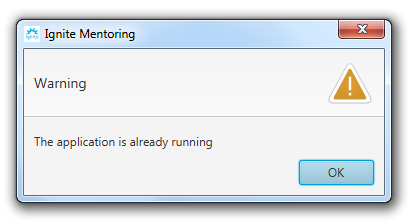 Ignite Mentoring
Warning
The application is already running
OK